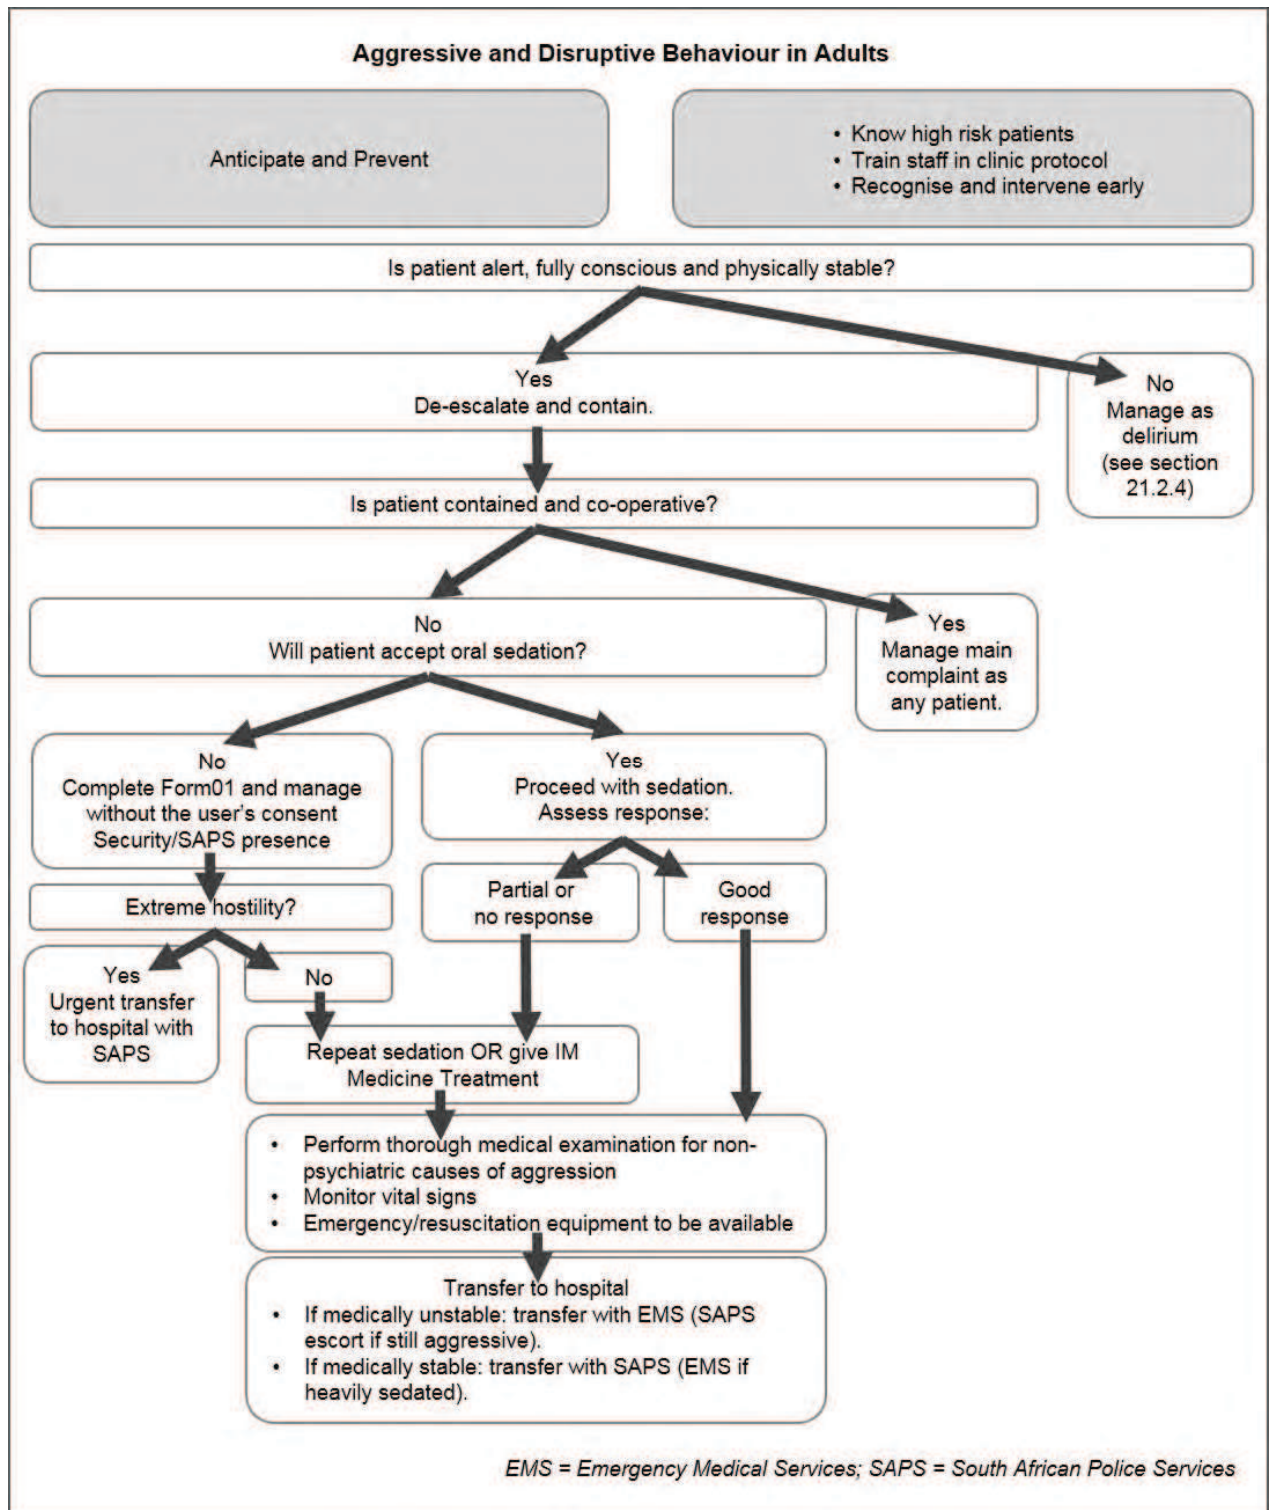 Aggressive and Disruptive Behaviour in Adults
Anticipate and Prevent
• Know high risk patients
• Train staff in clinic protocol
• Recognise and intervene early
Is patient alert, fully conscious and physically stable?
Yes
De-escalate and contain.
No
Manage as
delirium
(see section
21.2.4)
Is patient contained and co-operative?
No
Will patient accept oral sedation?
Yes
Manage main
complaint as
any patient.
No
Complete Form01 and manage
without the user's consent
Security/SAPS presence
Yes
Proceed with sedation.
Assess response:
Extreme hostility?
Partial or
no response
Good
response
Yes
Urgent transfer
to hospital with
SAPS
No
Repeat sedation OR give IM
Medicine Treatment
• Perform thorough medical examination for non-
psychiatric causes of aggression
• Monitor vital signs
• Emergency/resuscitation equipment to be available
Transfer to hospital
• If medically unstable: transfer with EMS (SAPS
escort if still aggressive).
• If medically stable: transfer with SAPS (EMS if
heavily sedated).
EMS = Emergency Medical Services; SAPS = South African Police Services